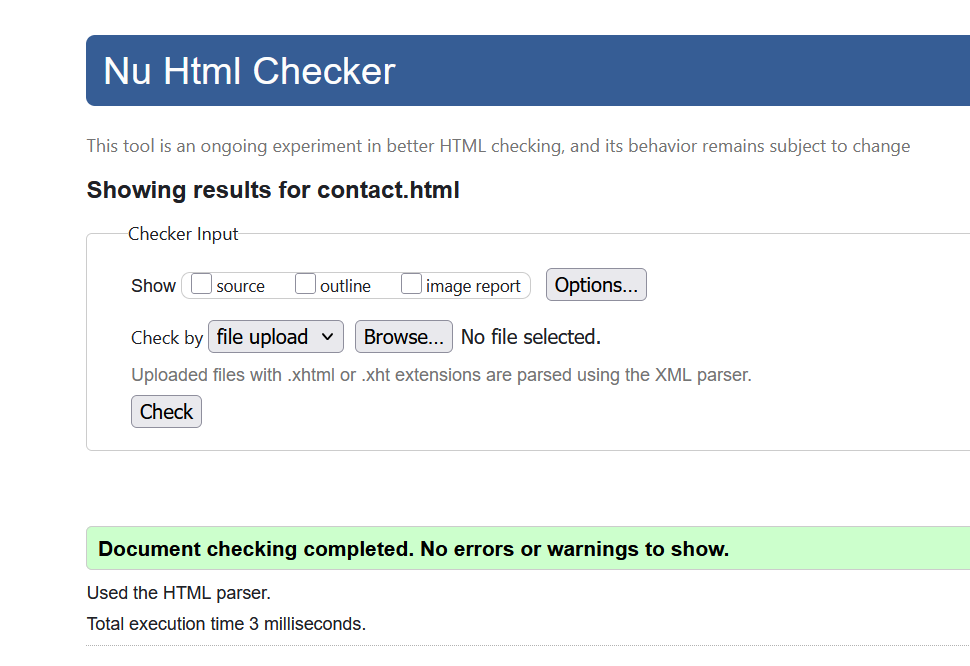 Nu Html Checker
This tool is an ongoing experiment in better HTML checking, and its behavior remains subject to change
Showing results for contact.html
Checker Input
Show source outline image report Options...
Check by file upload Browse... No file selected.
Uploaded files with .xhtml or .xht extensions are parsed using the XML parser.
Check
Document checking completed. No errors or warnings to show.
Used the HTML parser.
Total execution time 3 milliseconds.